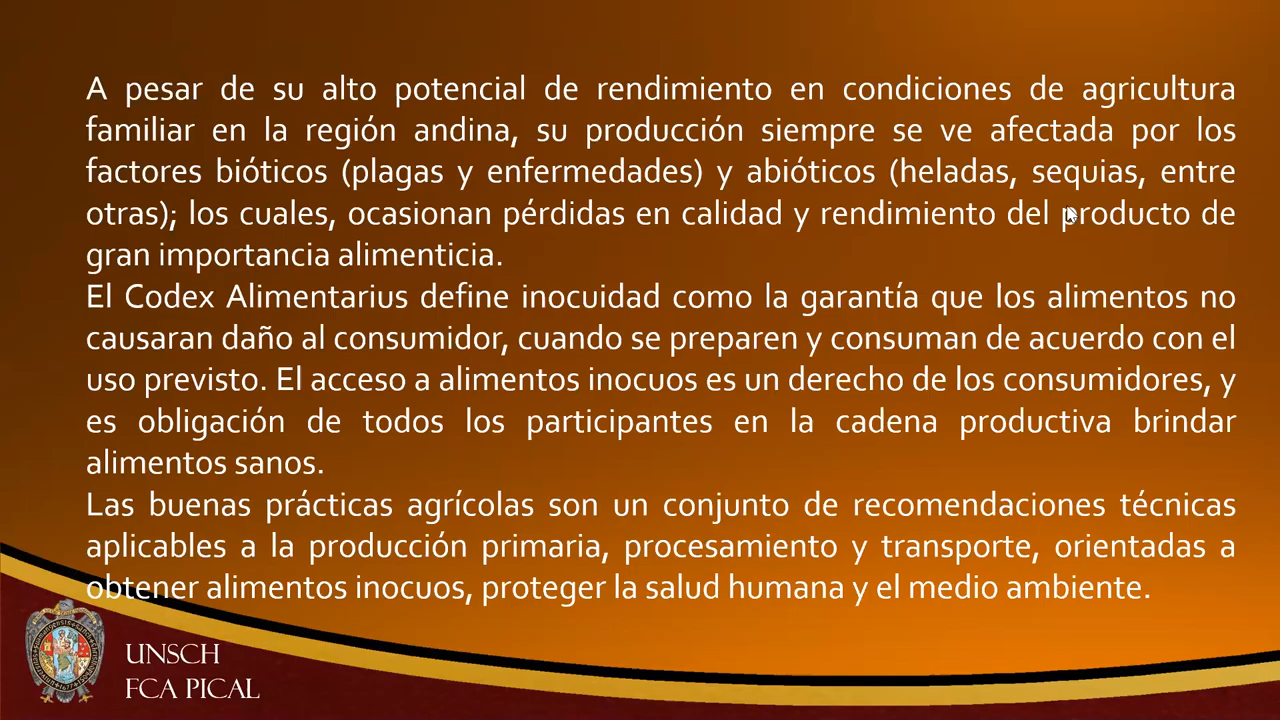 A pesar de su alto potencial de rendimiento en condiciones de agricultura
familiar en la región andina, su producción siempre se ve afectada por los
factores bióticos (plagas y enfermedades) y abióticos (heladas, sequias, entre
otras); los cuales, ocasionan pérdidas en calidad y rendimiento del producto de
gran importancia alimenticia.
El Codex Alimentarius define inocuidad como la garantía que los alimentos no
causaran daño al consumidor, cuando se preparen y consuman de acuerdo con el
uso previsto. El acceso a alimentos inocuos es un derecho de los consumidores, y
es obligación de todos los participantes en la cadena productiva brindar
alimentos sanos.
Las buenas prácticas agrícolas son un conjunto de recomendaciones técnicas
aplicables a la producción primaria, procesamiento y transporte, orientadas a
obtener alimentos inocuos, proteger la salud humana y el medio ambiente.
UNSCH
FCA PICAL